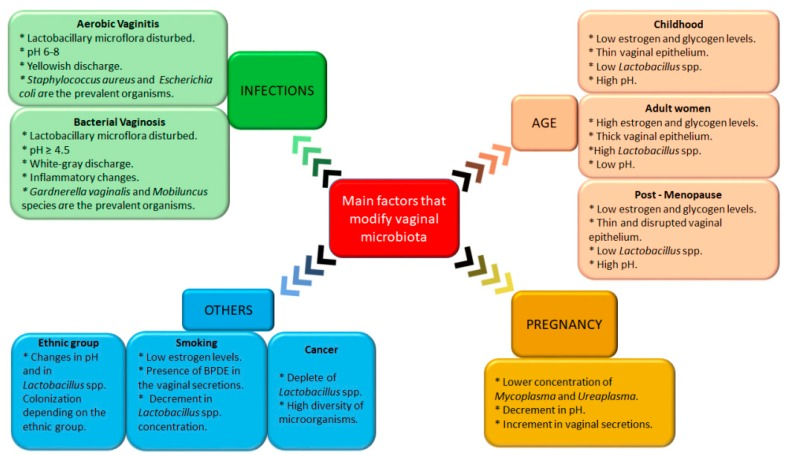 Aerobic Vaginitis
* Lactobacillary microflora disturbed.
* pH 6-8
* Yellowish discharge.
* Staphylococcus aureus and Escherichia
coli are the prevalent organisms.
Bacterial Vaginosis
* Lactobacillary microflora disturbed.
* pH ≥ 4.5
* White-gray discharge.
* Inflammatory changes.
* Gardnerella vaginalis and Mobiluncus
species are the prevalent organisms.
INFECTIONS
Main factors that
modify vaginal
microbiota
AGE
Childhood
* Low estrogen and glycogen levels.
* Thin vaginal epithelium.
* Low Lactobacillus spp.
* High pH.
Adult women
* High estrogen and glycogen levels.
* Thick vaginal epithelium.
*High Lactobacillus spp.
* Low pH.
Post - Menopause
* Low estrogen and glycogen levels.
* Thin and disrupted vaginal
epithelium.
* Low Lactobacillus spp.
* High pH.
OTHERS
Ethnic group
* Changes in pH
and in
Lactobacillus spp.
Colonization
depending on the
ethnic group.
Smoking
* Low estrogen levels.
* Presence of BPDE in
the vaginal secretions.
* Decrement in
Lactobacillus spp.
concentration.
Cancer
* Deplete of
Lactobacillus spp.
* High diversity of
microorganisms.
PREGNANCY
* Lower concentration of
Mycoplasma and Ureaplasma.
* Decrement in pH.
* Increment in vaginal secretions.